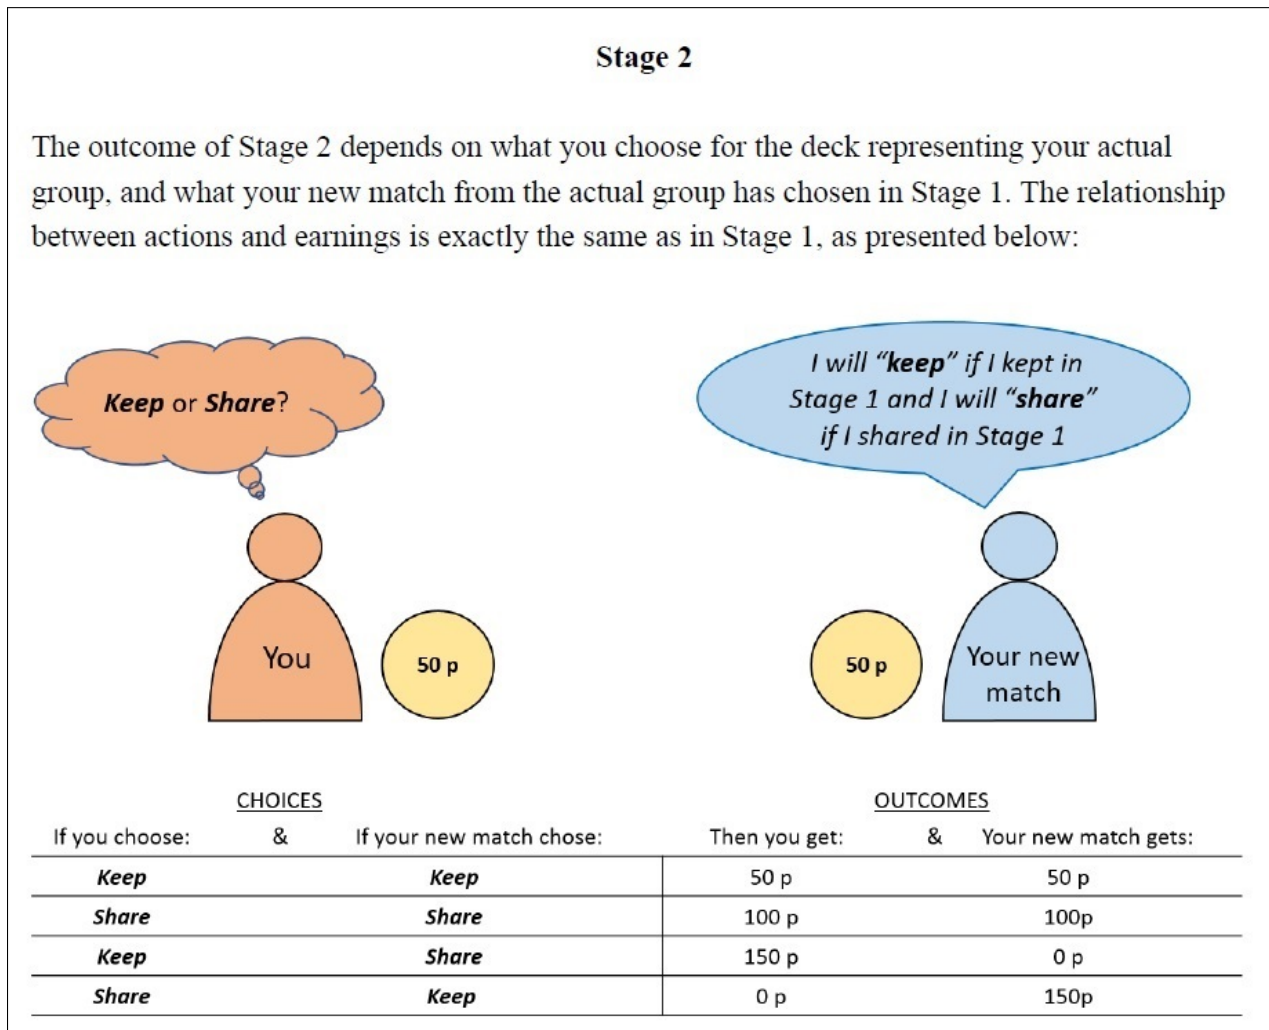 Stage 2
The outcome of Stage 2 depends on what you choose for the deck representing your actual
group, and what your new match from the actual group has chosen in Stage 1. The relationship
between actions and earnings is exactly the same as in Stage 1, as presented below:
Keep or Share?
I will “keep” if I kept in
Stage 1 and I will “share”
if I shared in Stage 1
You
50 p
50 p
Your new
match
CHOICES
OUTCOMES
If you choose: & If your new match chose: Then you get: & Your new match gets:
Keep Keep 50 p 50 p
Share Share 100 p 100p
Keep Share 150 p 0 p
Share Keep 0 p 150p